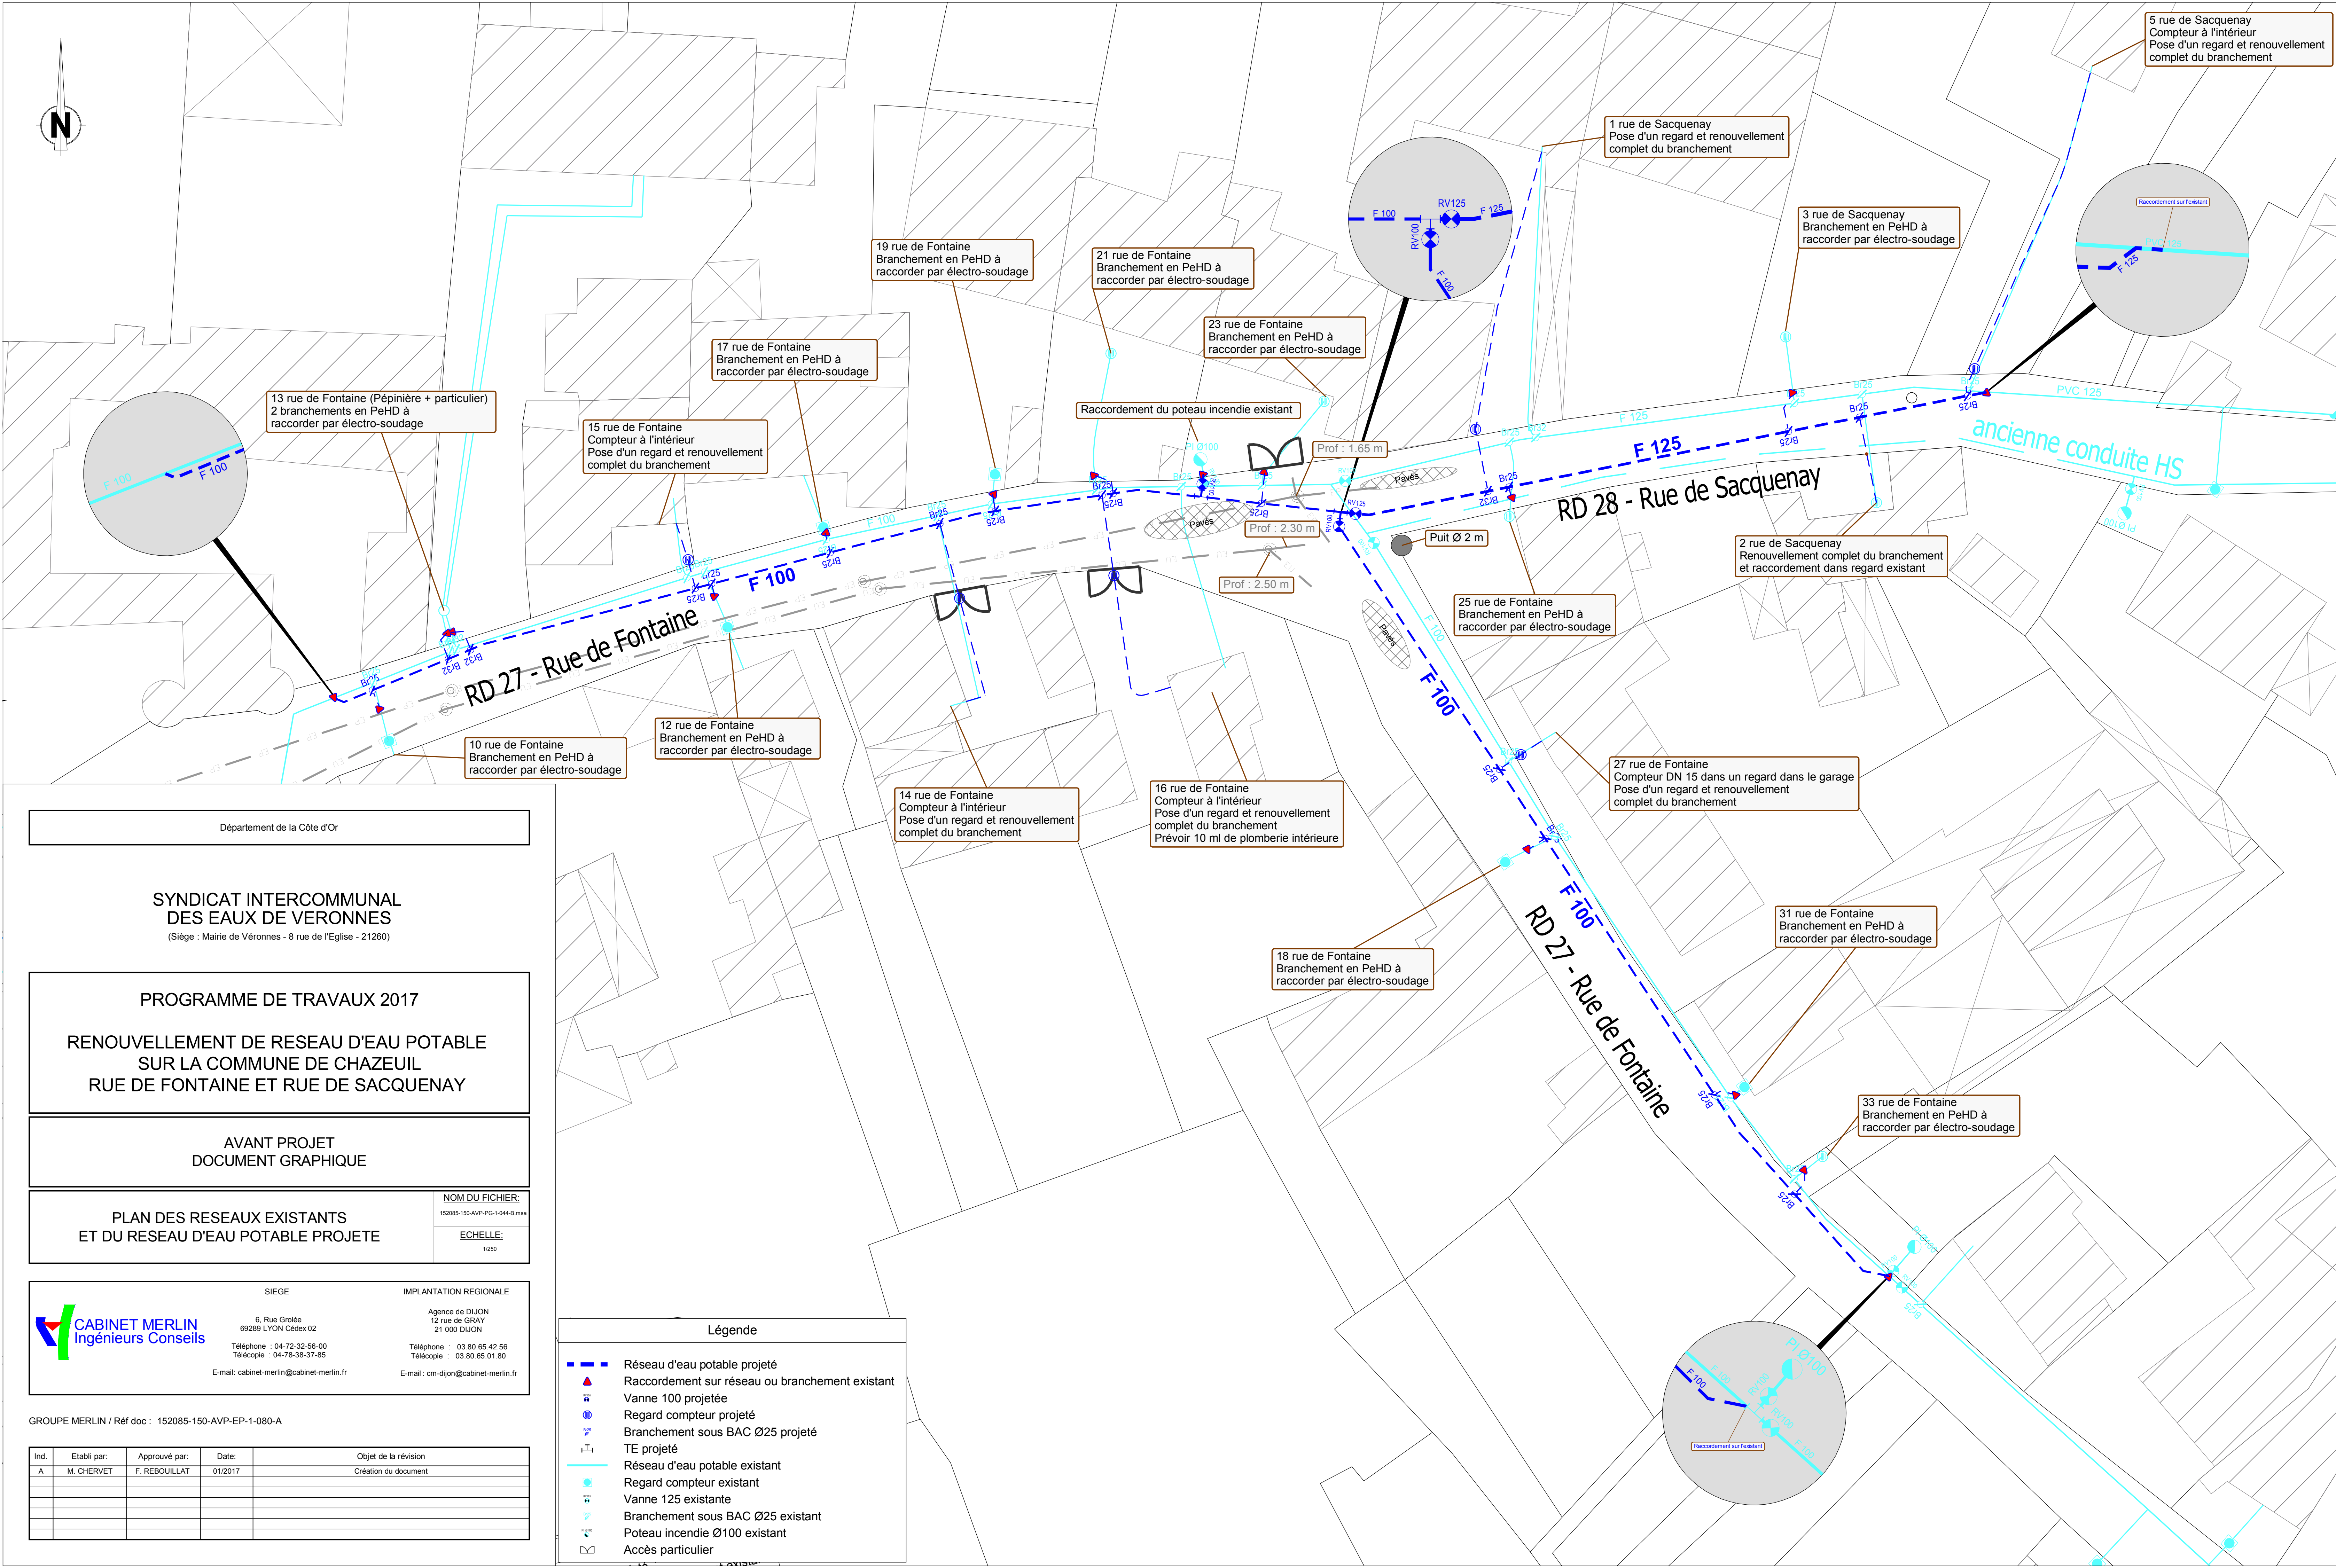 N
5 rue de Sacquenay
Compteur à l'intérieur
Pose d'un regard et renouvellement
complet du branchement
1 rue de Sacquenay
Pose d'un regard et renouvellement
complet du branchement
3 rue de Sacquenay
Branchement en PeHD à
raccorder par électro-soudage
Raccordement sur l'existant
PVC 125
F 125
RV125
F 100
F 125
RV100
F 100
19 rue de Fontaine
Branchement en PeHD à
raccorder par électro-soudage
21 rue de Fontaine
Branchement en PeHD à
raccorder par électro-soudage
23 rue de Fontaine
Branchement en PeHD à
raccorder par électro-soudage
17 rue de Fontaine
Branchement en PeHD à
raccorder par électro-soudage
13 rue de Fontaine (Pépinière + particulier)
2 branchements en PeHD à
raccorder par électro-soudage
15 rue de Fontaine
Compteur à l'intérieur
Pose d'un regard et renouvellement
complet du branchement
Raccordement du poteau incendie existant
PI Ø100
Prof : 1.65 m
Prof : 2.30 m
Prof : 2.50 m
Pavés
Pavés
Pavés
Puit Ø 2 m
F 100
F 100
F 100
F 100
F 125
F 125
PVC 125
ancienne conduite HS
PI Ø100
RD 28 - Rue de Sacquenay
RD 27 - Rue de Fontaine
2 rue de Sacquenay
Renouvellement complet du branchement
et raccordement dans regard existant
25 rue de Fontaine
Branchement en PeHD à
raccorder par électro-soudage
10 rue de Fontaine
Branchement en PeHD à
raccorder par électro-soudage
12 rue de Fontaine
Branchement en PeHD à
raccorder par électro-soudage
14 rue de Fontaine
Compteur à l'intérieur
Pose d'un regard et renouvellement
complet du branchement
16 rue de Fontaine
Compteur à l'intérieur
Pose d'un regard et renouvellement
complet du branchement
Prévoir 10 ml de plomberie intérieure
27 rue de Fontaine
Compteur DN 15 dans un regard dans le garage
Pose d'un regard et renouvellement
complet du branchement
F 100
F 100
F 100
18 rue de Fontaine
Branchement en PeHD à
raccorder par électro-soudage
31 rue de Fontaine
Branchement en PeHD à
raccorder par électro-soudage
RD 27 - Rue de Fontaine
33 rue de Fontaine
Branchement en PeHD à
raccorder par électro-soudage
PI Ø100
F 100
F 100
RV100
RV100
F 100
Raccordement sur l'existant
Département de la Côte d'Or
SYNDICAT INTERCOMMUNAL
DES EAUX DE VERONNES
(Siège : Mairie de Véronnes - 8 rue de l'Eglise - 21260)
PROGRAMME DE TRAVAUX 2017
RENOUVELLEMENT DE RESEAU D'EAU POTABLE
SUR LA COMMUNE DE CHAZEUIL
RUE DE FONTAINE ET RUE DE SACQUENAY
AVANT PROJET
DOCUMENT GRAPHIQUE
PLAN DES RESEAUX EXISTANTS
ET DU RESEAU D'EAU POTABLE PROJETE
NOM DU FICHIER:
152085-150-AVP-PG-1-044-B.msa
ECHELLE:
1/250
CABINET MERLIN
Ingénieurs Conseils
SIEGE
6, Rue Grolée
69289 LYON Cédex 02
Téléphone : 04-72-32-56-00
Télécopie : 04-78-38-37-85
E-mail: cabinet-merlin@cabinet-merlin.fr
IMPLANTATION REGIONALE
Agence de DIJON
12 rue de GRAY
21 000 DIJON
Téléphone : 03.80.65.42.56
Télécopie : 03.80.65.01.80
E-mail : cm-dijon@cabinet-merlin.fr
GROUPE MERLIN / Réf doc : 152085-150-AVP-EP-1-080-A
Ind. Etabli par: Approuvé par: Date: Objet de la révision
A M. CHERVET F. REBOUILLAT 01/2017 Création du document
Légende
Réseau d'eau potable projeté
Raccordement sur réseau ou branchement existant
Vanne 100 projetée
Regard compteur projeté
Branchement sous BAC Ø25 projeté
TE projeté
Réseau d'eau potable existant
Regard compteur existant
Vanne 125 existante
Branchement sous BAC Ø25 existant
Poteau incendie Ø100 existant
Accès particulier